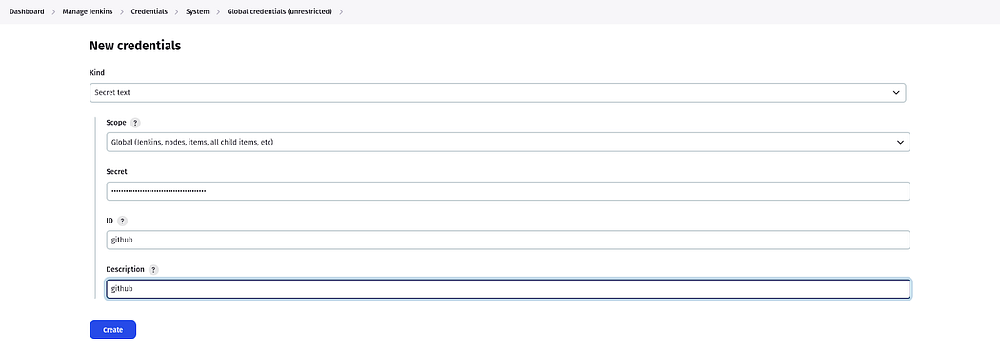 Dashboard > Manage Jenkins > Credentials > System > Global credentials (unrestricted) >
New credentials
Kind
Secret text
Scope ?
Global (Jenkins, nodes, items, all child items, etc)
Secret
••••••••••••••••••••••••••••••••••••••••
ID ?
github
Description ?
github
Create